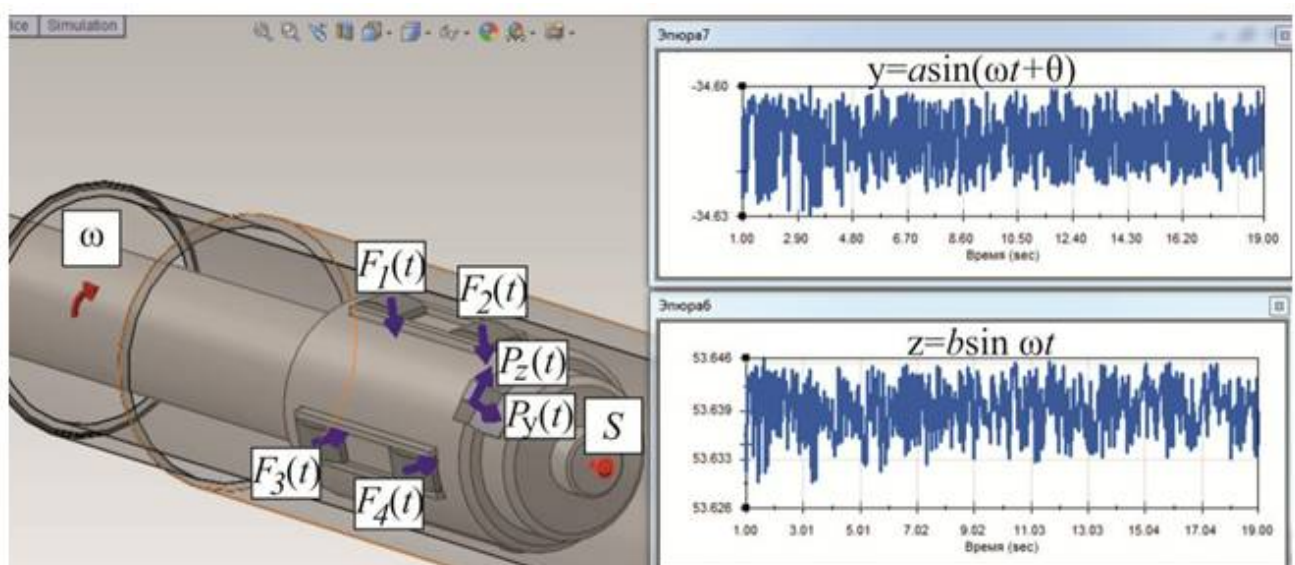 ice Simulation
ω
F1(t)
F2(t)
Pz(t)
Py(t)
S
F3(t)
F4(t)
Эпюра7
y=asin(ωt+θ)
-34.60
-34.63
1.00 2.90 4.80 6.70 8.60 10.50 12.40 14.30 16.20 19.00
Время (sec)
Эпюра6
z=bsin ωt
53.646
53.639
53.633
53.626
1.00 3.01 5.01 7.02 9.02 11.03 13.03 15.04 17.04 19.00
Время (sec)